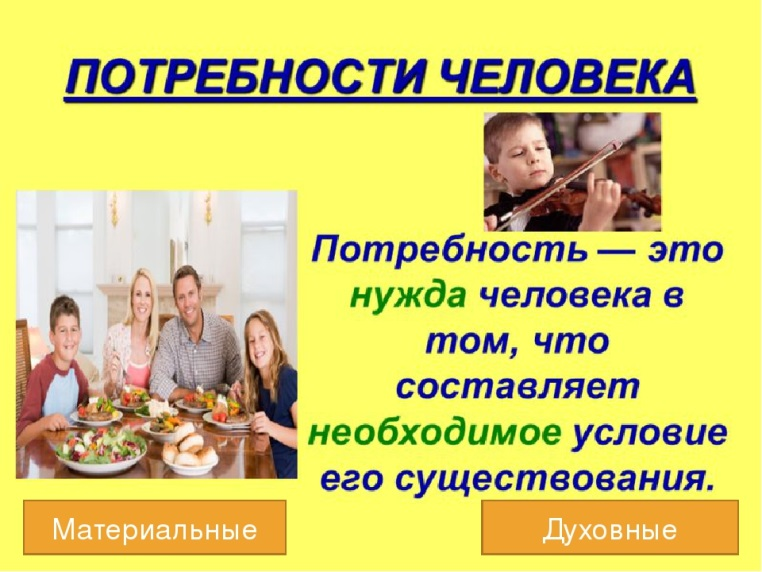 ПОТРЕБНОСТИ ЧЕЛОВЕКА
Потребность — это
нужда человека в
том, что
составляет
необходимое условие
его существования.
Материальные
Духовные